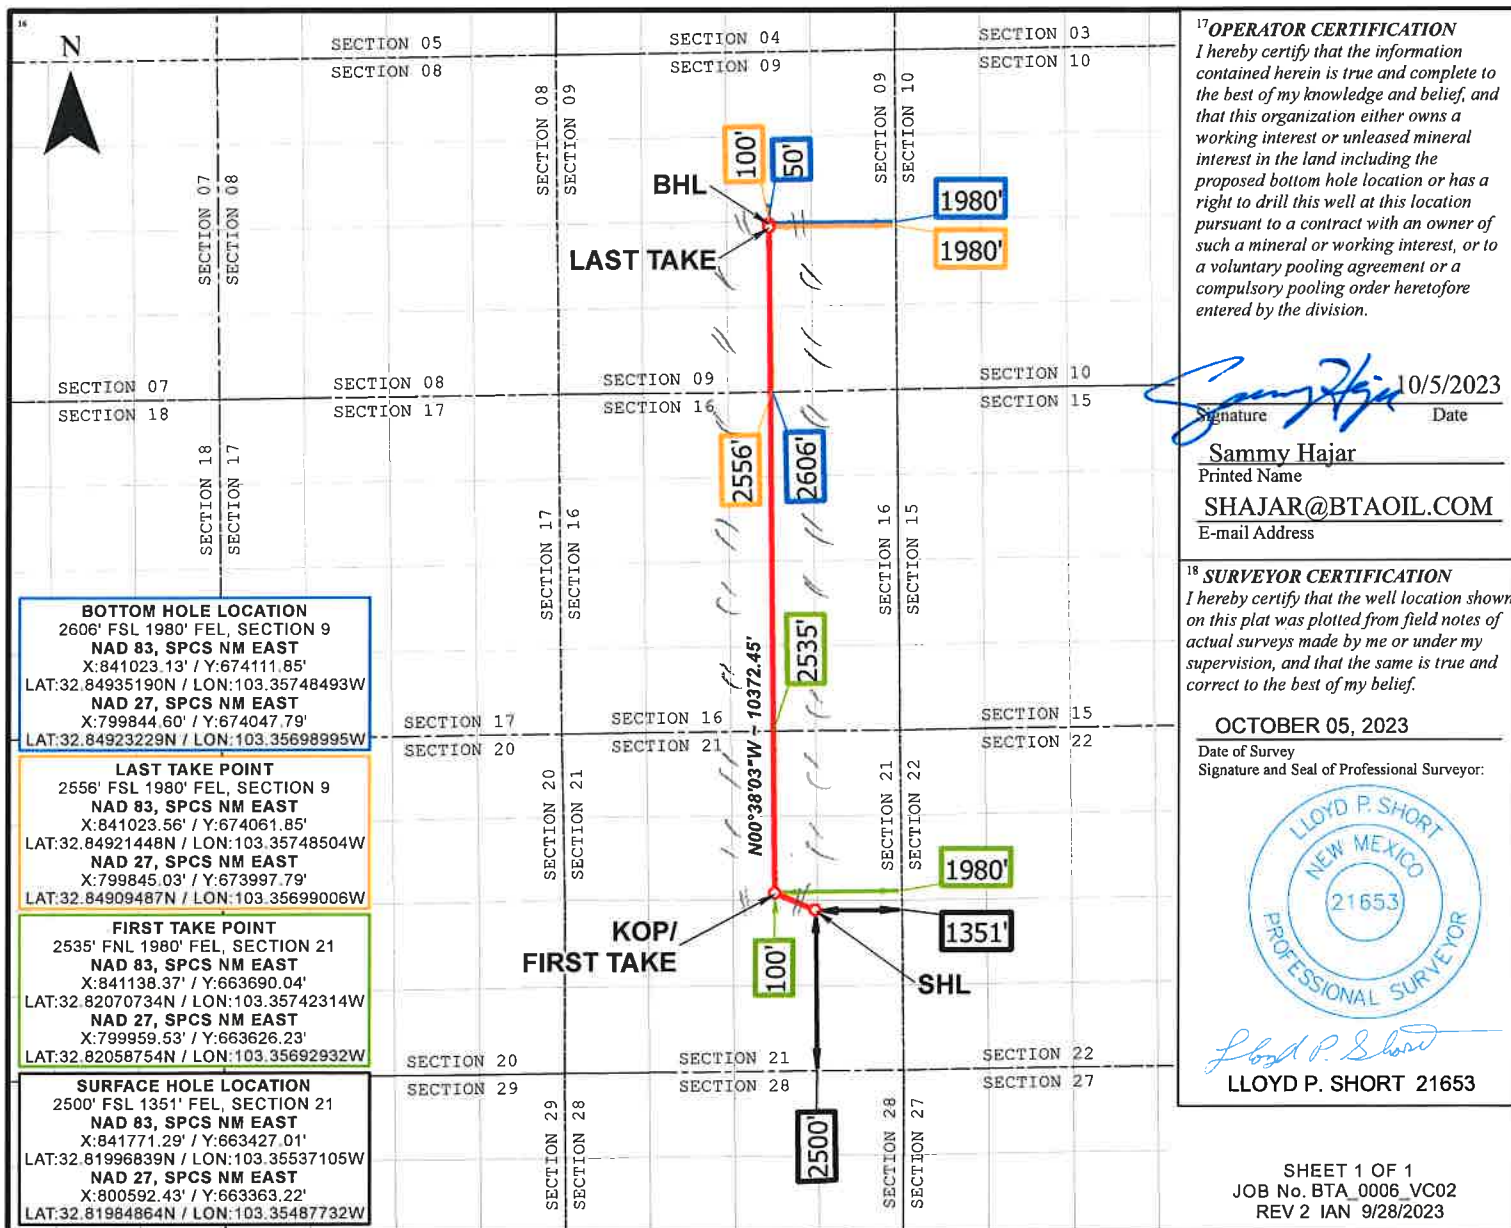 16
N
SECTION 05
SECTION 04
SECTION 03
SECTION 08
SECTION 09
SECTION 10
SECTION 07
SECTION 08
SECTION 08
SECTION 09
SECTION 09
SECTION 10
100'
50'
BHL
LAST TAKE
1980'
1980'
SECTION 07
SECTION 08
SECTION 09
SECTION 10
SECTION 18
SECTION 17
SECTION 16
SECTION 15
2556'
2606'
SECTION 18
SECTION 17
SECTION 17
SECTION 16
SECTION 16
SECTION 15
2535'
N00°38'03"W ~ 10372.45'
SECTION 17
SECTION 16
SECTION 15
SECTION 20
SECTION 21
SECTION 22
SECTION 20
SECTION 21
SECTION 21
SECTION 22
1980'
1351'
KOP/
FIRST TAKE
100'
SHL
SECTION 20
SECTION 21
SECTION 22
SECTION 29
SECTION 28
SECTION 27
2500'
SECTION 29
SECTION 28
SECTION 28
SECTION 27
BOTTOM HOLE LOCATION
2606' FSL 1980' FEL, SECTION 9
NAD 83, SPCS NM EAST
X:841023.13' / Y:674111.85'
LAT:32.84935190N / LON:103.35748493W
NAD 27, SPCS NM EAST
X:799844.60' / Y:674047.79'
LAT:32.84923229N / LON:103.35698995W
LAST TAKE POINT
2556' FSL 1980' FEL, SECTION 9
NAD 83, SPCS NM EAST
X:841023.56' / Y:674061.85'
LAT:32.84921448N / LON:103.35748504W
NAD 27, SPCS NM EAST
X:799845.03' / Y:673997.79'
LAT:32.84909487N / LON:103.35699006W
FIRST TAKE POINT
2535' FNL 1980' FEL, SECTION 21
NAD 83, SPCS NM EAST
X:841138.37' / Y:663690.04'
LAT:32.82070734N / LON:103.35742314W
NAD 27, SPCS NM EAST
X:799959.53' / Y:663626.23'
LAT:32.82058754N / LON:103.35692932W
SURFACE HOLE LOCATION
2500' FSL 1351' FEL, SECTION 21
NAD 83, SPCS NM EAST
X:841771.29' / Y:663427.01'
LAT:32.81996839N / LON:103.35537105W
NAD 27, SPCS NM EAST
X:800592.43' / Y:663363.22'
LAT:32.81984864N / LON:103.35487732W
17 OPERATOR CERTIFICATION
I hereby certify that the information
contained herein is true and complete to
the best of my knowledge and belief, and
that this organization either owns a
working interest or unleased mineral
interest in the land including the
proposed bottom hole location or has a
right to drill this well at this location
pursuant to a contract with an owner of
such a mineral or working interest, or to
a voluntary pooling agreement or a
compulsory pooling order heretofore
entered by the division.
Sammy Hajar 10/5/2023
Signature Date
Sammy Hajar
Printed Name
SHAJAR@BTAOIL.COM
E-mail Address
18 SURVEYOR CERTIFICATION
I hereby certify that the well location shown
on this plat was plotted from field notes of
actual surveys made by me or under my
supervision, and that the same is true and
correct to the best of my belief.
OCTOBER 05, 2023
Date of Survey
Signature and Seal of Professional Surveyor:
LLOYD P. SHORT
NEW MEXICO
21653
PROFESSIONAL SURVEYOR
Lloyd P. Short
LLOYD P. SHORT 21653
SHEET 1 OF 1
JOB No. BTA_0006_VC02
REV 2 IAN 9/28/2023